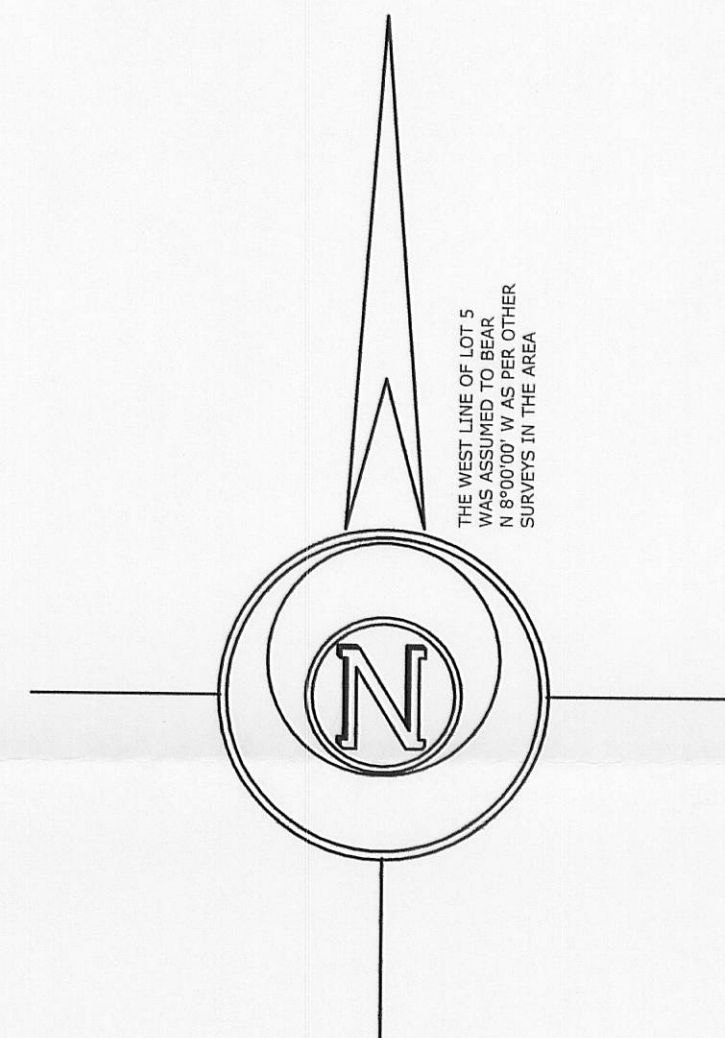 THE WEST LINE OF LOT 5
WAS ASSUMED TO BEAR
N 8°00'00' W AS PER OTHER
SURVEYS IN THE AREA
N